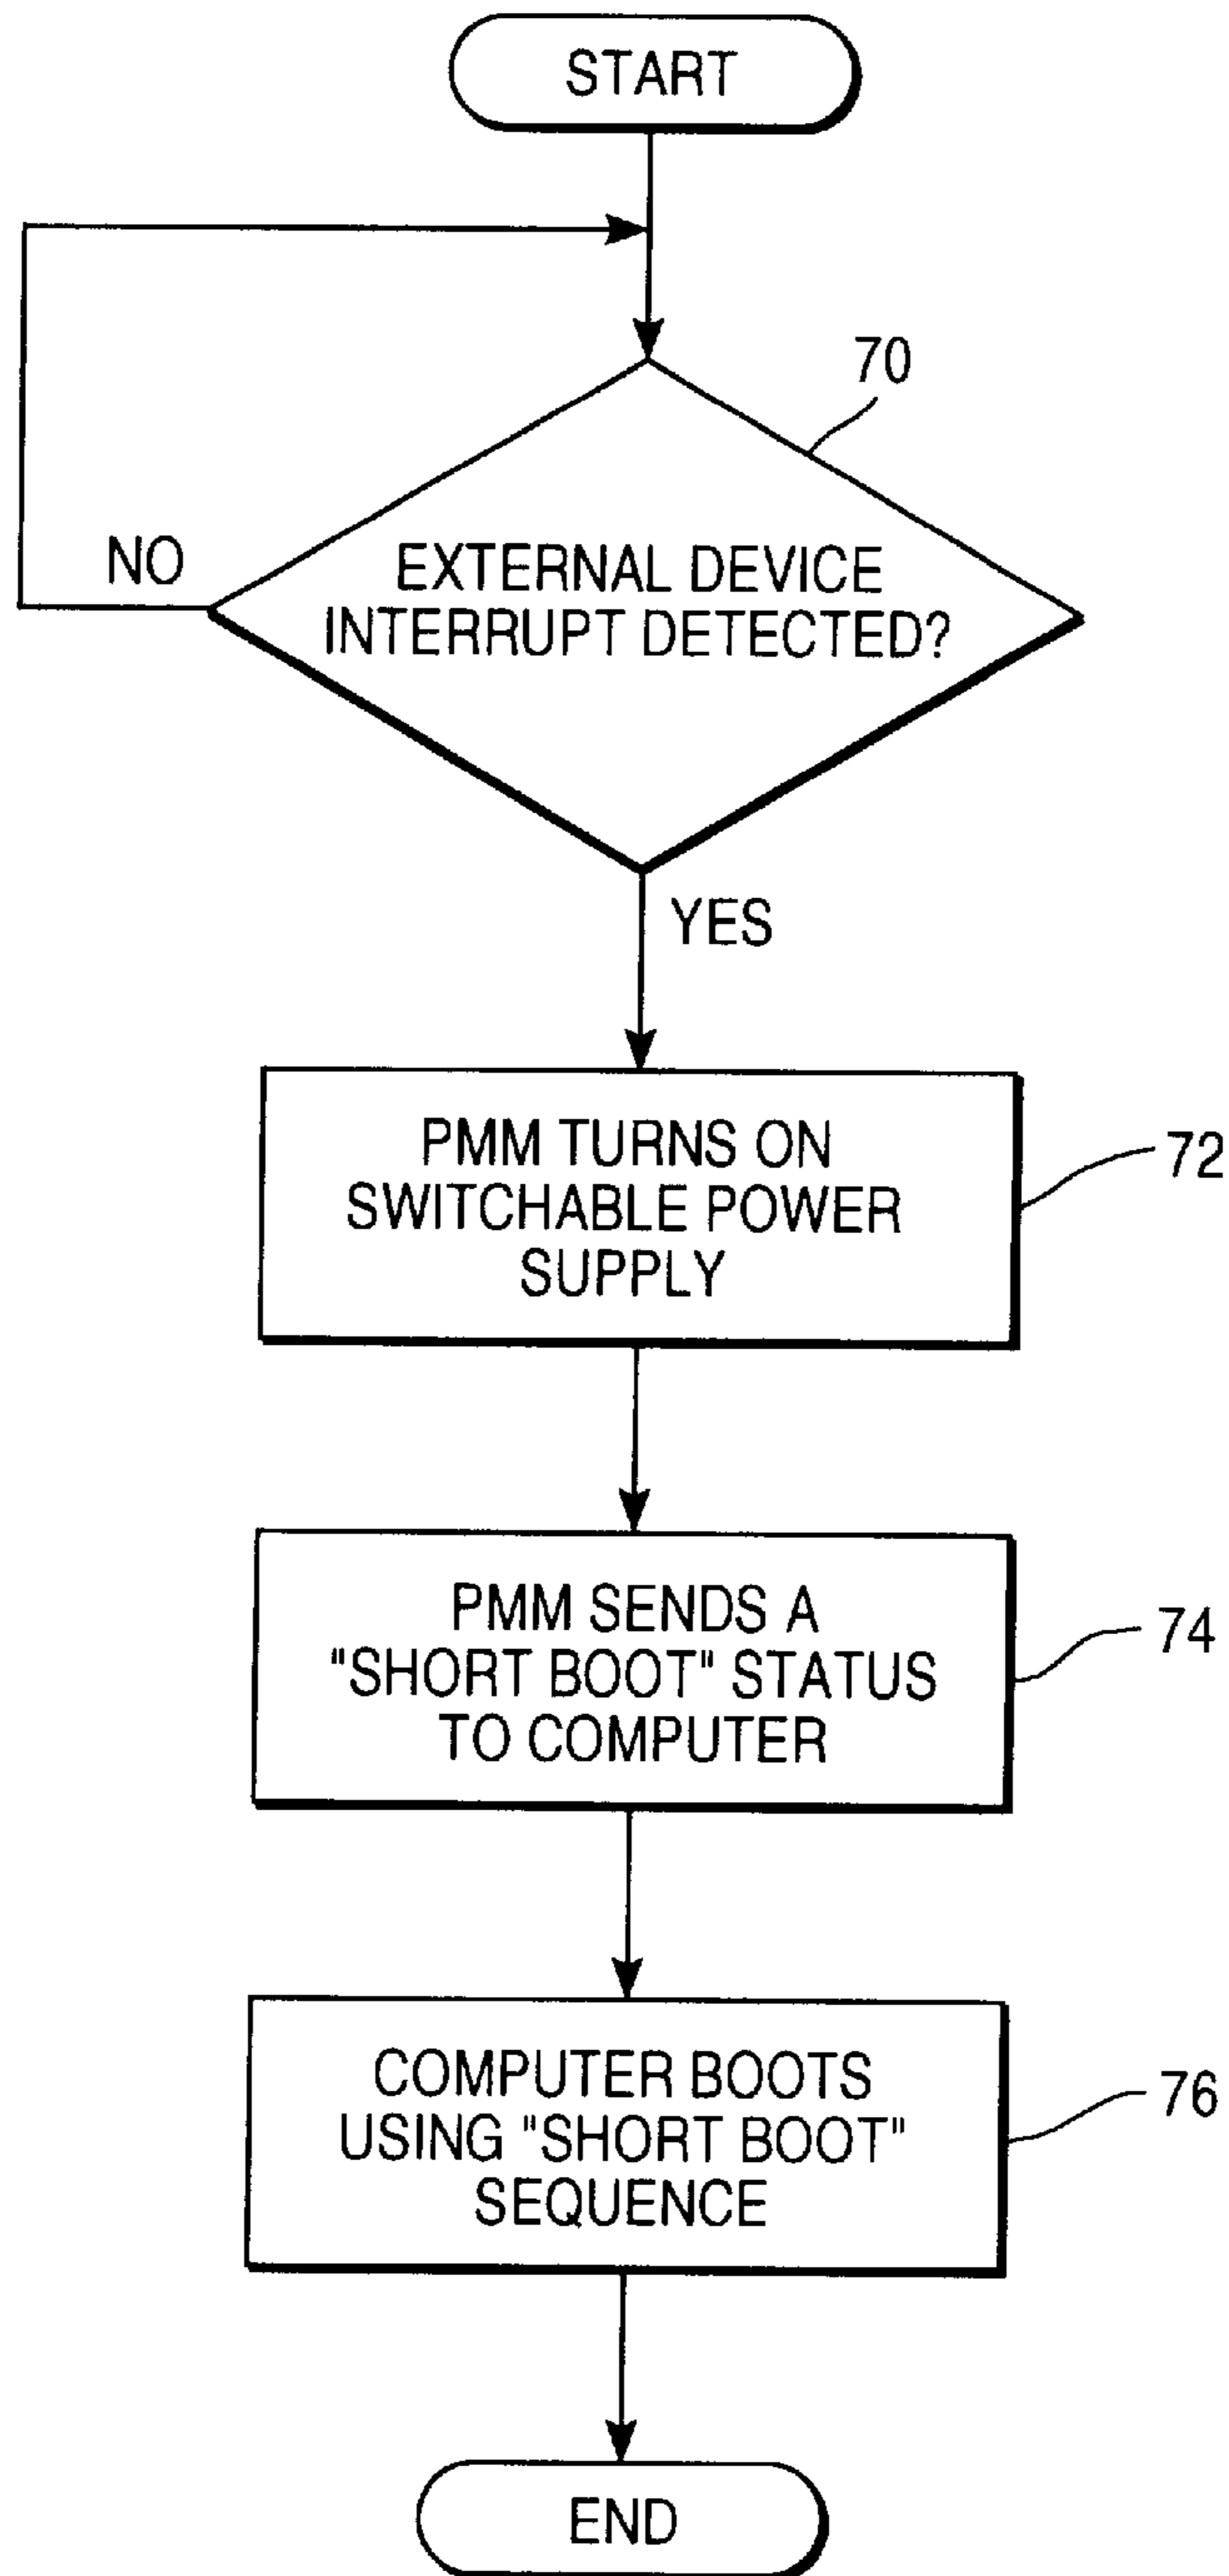 START
70
NO
EXTERNAL DEVICE
INTERRUPT DETECTED?
YES
PMM TURNS ON
SWITCHABLE POWER
SUPPLY
72
PMM SENDS A
"SHORT BOOT" STATUS
TO COMPUTER
74
COMPUTER BOOTS
USING "SHORT BOOT"
SEQUENCE
76
END